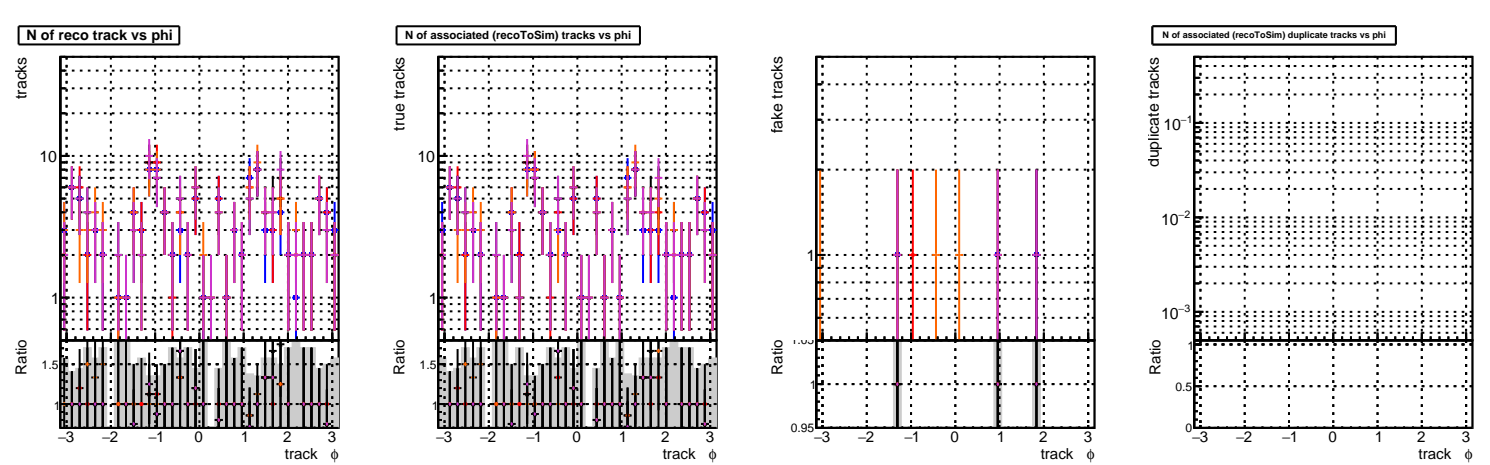 N of reco track vs phi
tracks
10
1
Ratio
1.5
−3 −2 −1 0 1 2 3
track ϕ
N of associated (recoToSim) tracks vs phi
true tracks
10
1
Ratio
1.5
−3 −2 −1 0 1 2 3
track ϕ
fake tracks
1
Ratio
1
0.95
−3 −2 −1 0 1 2 3
track ϕ
N of associated (recoToSim) duplicate tracks vs phi
duplicate tracks
10⁻¹
10⁻²
10⁻³
Ratio
1
0.5
0
−3 −2 −1 0 1 2 3
track ϕ